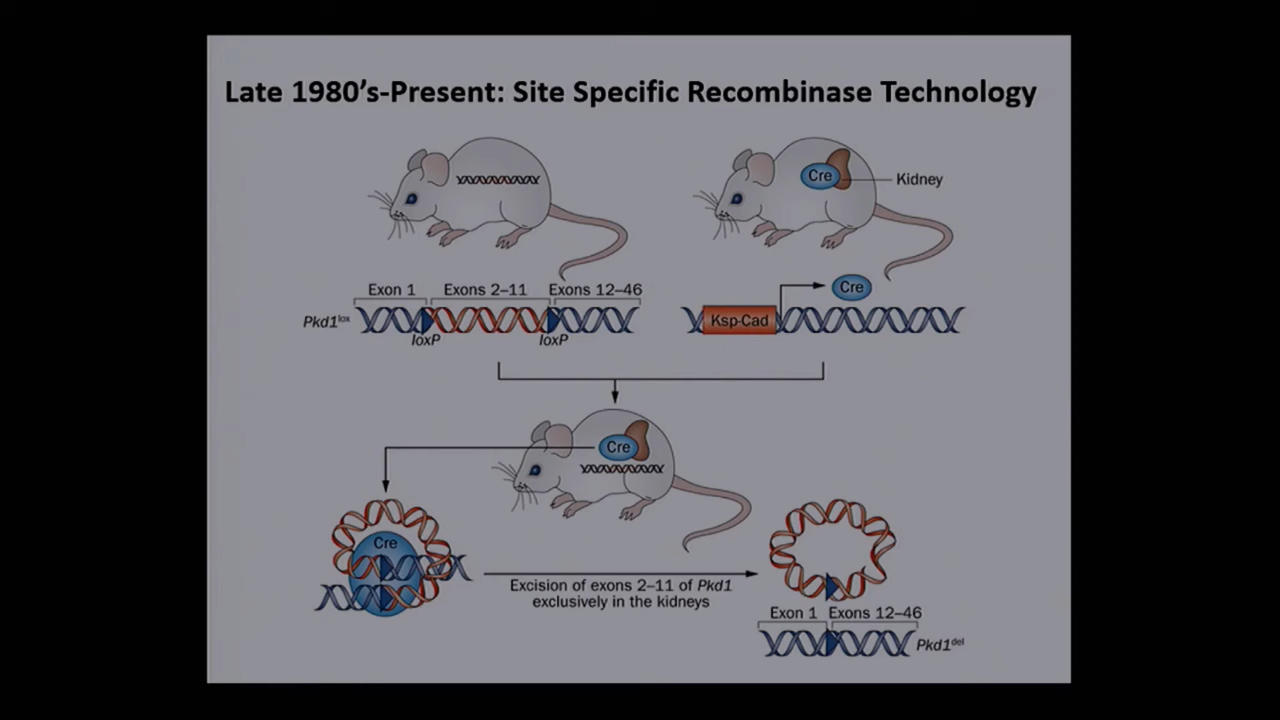 Late 1980's-Present: Site Specific Recombinase Technology
Cre
Kidney
Exon 1 Exons 2–11 Exons 12–46
Pkd1lox
loxP loxP
Cre
Ksp-Cad
Cre
Cre
Excision of exons 2–11 of Pkd1
exclusively in the kidneys
Exon 1 Exons 12–46
Pkd1del